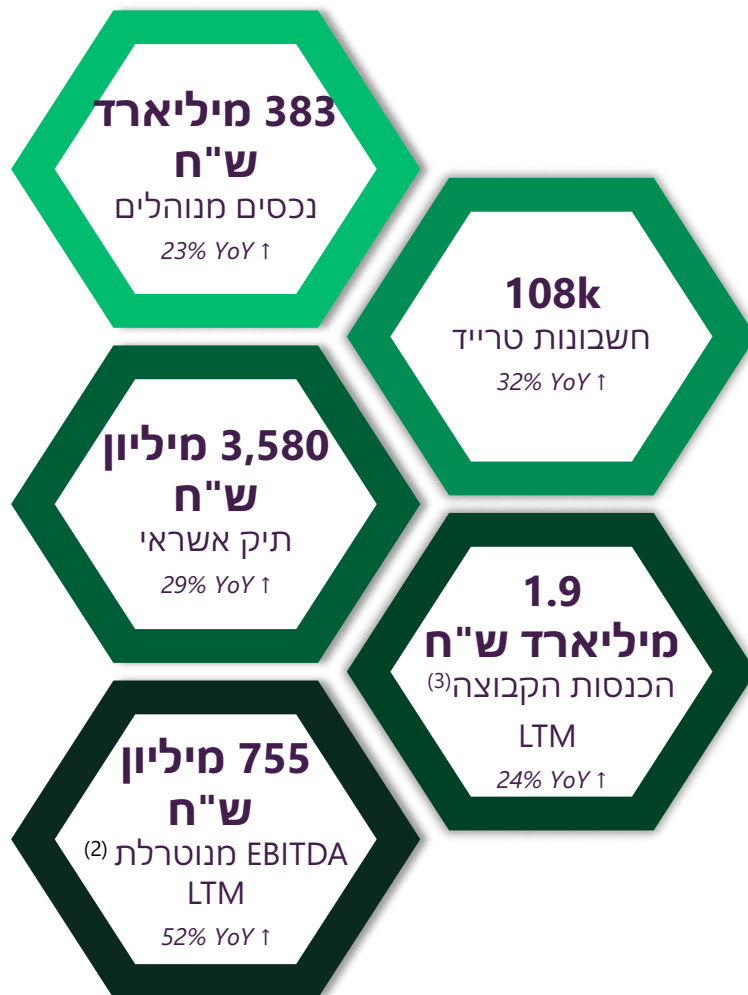 383 מיליארד
ש"ח
נכסים מנוהלים
23% YoY ↑
108k
חשבונות טרייד
32% YoY ↑
3,580 מיליון
ש"ח
תיק אשראי
29% YoY ↑
1.9
מיליארד ש"ח
הכנסות הקבוצה(3)
LTM
24% YoY ↑
755 מיליון
ש"ח
EBITDA מנוטרלת (2)
LTM
52% YoY ↑